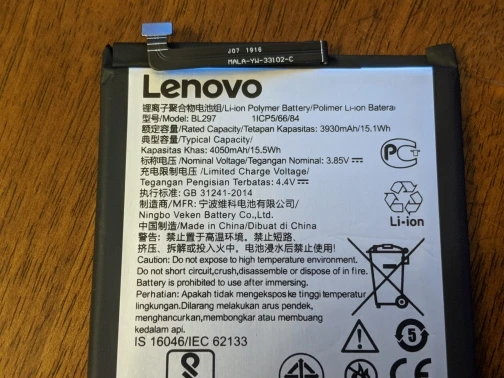 J07 1916
MALA-YW-33102-C
Lenovo
锂离子聚合物电池组/Li-ion Polymer Battery/Polimer Li-ion Baterai
型号/Model: BL297 1ICP5/66/84
额定容量/Rated Capacity/Tetapan Kapasitas: 3930mAh/15.1Wh
典型容量/Typical Capacity/
Kapasitas Khas: 4050mAh/15.5Wh
标称电压/Nominal Voltage/Tegangan Nominal: 3.85V
充电限制电压/Limited Charge Voltage/
Tegangan Pengisian Terbatas: 4.4V
执行标准: GB 31241-2014
制造商/MFR: 宁波维科电池有限公司/
Ningbo Veken Battery Co.,Ltd.
中国制造/Made in China/Dibuat di China
警告: 禁止置于高温环境, 禁止短路、
挤压、拆解或投入火中, 电池浸水后禁止使用!
Caution: Do not expose to high temperature environment.
Do not short circuit,crush,disassemble or dispose of in fire.
Battery is prohibited to use after immersing.
Perhatian: Apakah tidak mengekspos ke tinggi temperatur
lingkungan.Dilarang melakukan arus pendek,
menghancurkan,membongkar atau membuang
kedalam api.
IS 16046/IEC 62133
PCT
Li-ion
5
CE